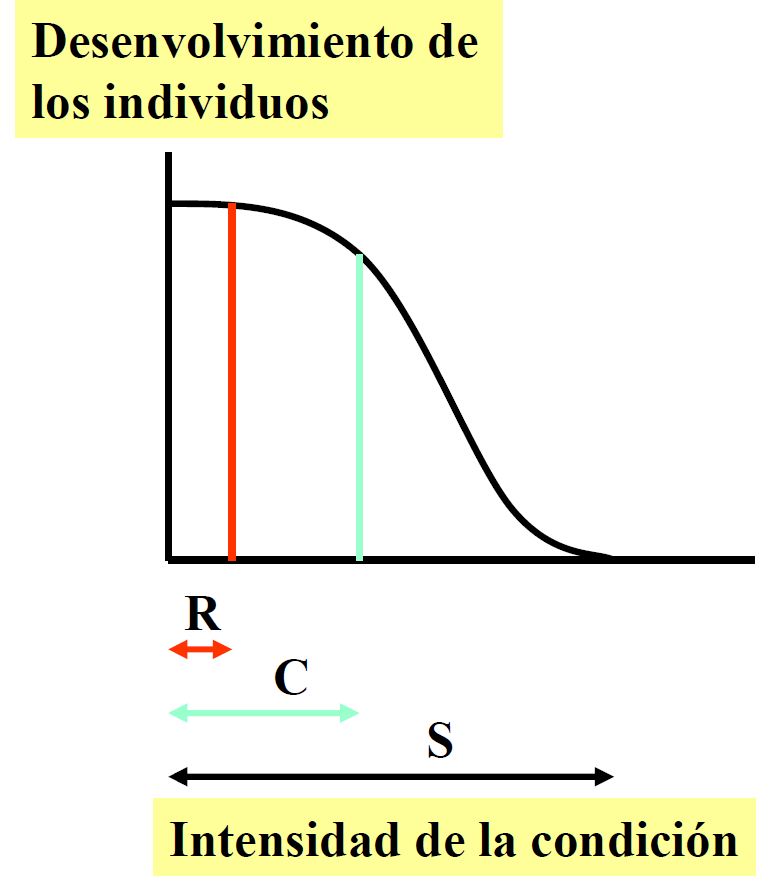 Desenvolvimiento de
los individuos
R
C
S
Intensidad de la condición